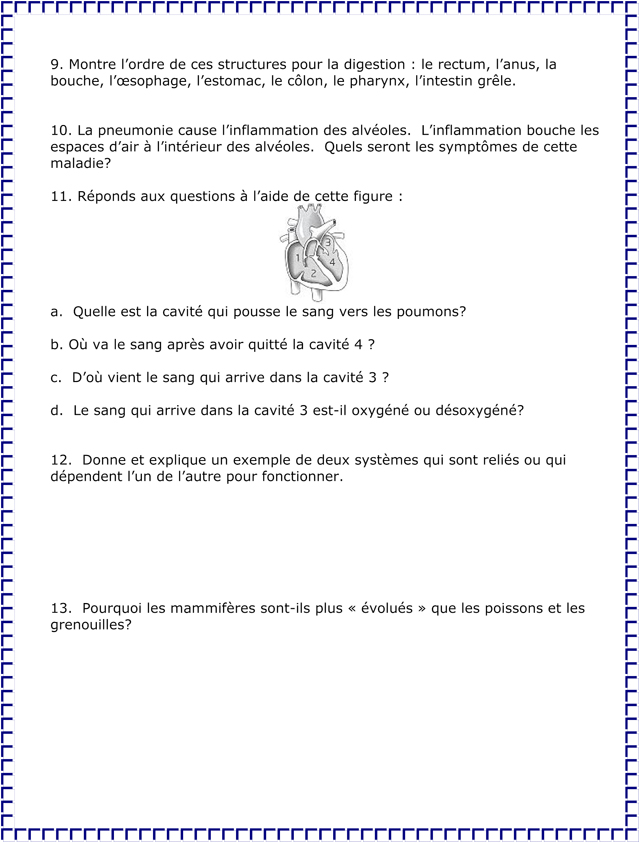 9. Montre l’ordre de ces structures pour la digestion : le rectum, l’anus, la
bouche, l’œsophage, l’estomac, le côlon, le pharynx, l’intestin grêle.
10. La pneumonie cause l’inflammation des alvéoles.  L’inflammation bouche les
espaces d’air à l’intérieur des alvéoles.  Quels seront les symptômes de cette
maladie?
11. Réponds aux questions à l’aide de cette figure :
3
1
4
2
a.  Quelle est la cavité qui pousse le sang vers les poumons?
b. Où va le sang après avoir quitté la cavité 4 ?
c.  D’où vient le sang qui arrive dans la cavité 3 ?
d.  Le sang qui arrive dans la cavité 3 est-il oxygéné ou désoxygéné?
12.  Donne et explique un exemple de deux systèmes qui sont reliés ou qui
dépendent l’un de l’autre pour fonctionner.
13.  Pourquoi les mammifères sont-ils plus « évolués » que les poissons et les
grenouilles?